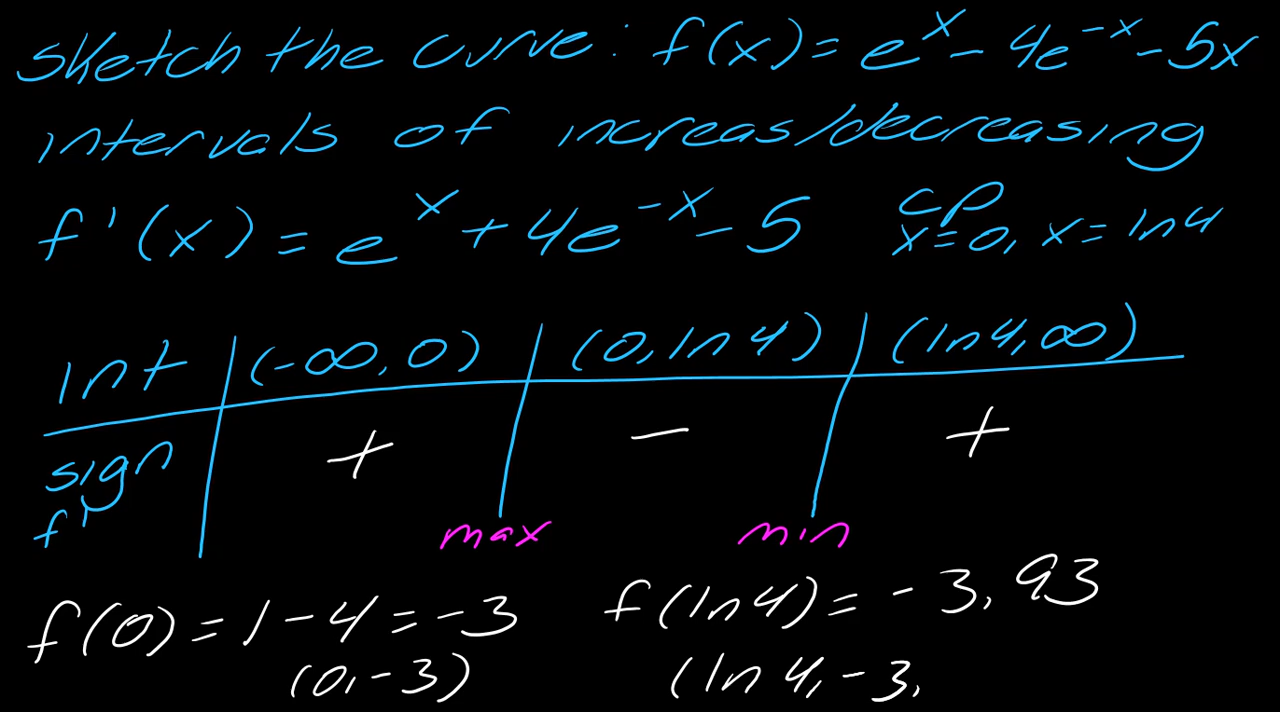 sketch the curve: f(x) = e^x - 4e^-x - 5x
intervals of increas/decreasing
f'(x) = e^x + 4e^-x - 5 CP
x=0, x=ln4
Int (-∞,0) (0,ln4) (ln4,∞)
sign + - +
f'
max min
f(0) = 1-4 = -3 f(ln4) = -3,93
(0,-3) (ln4,-3,